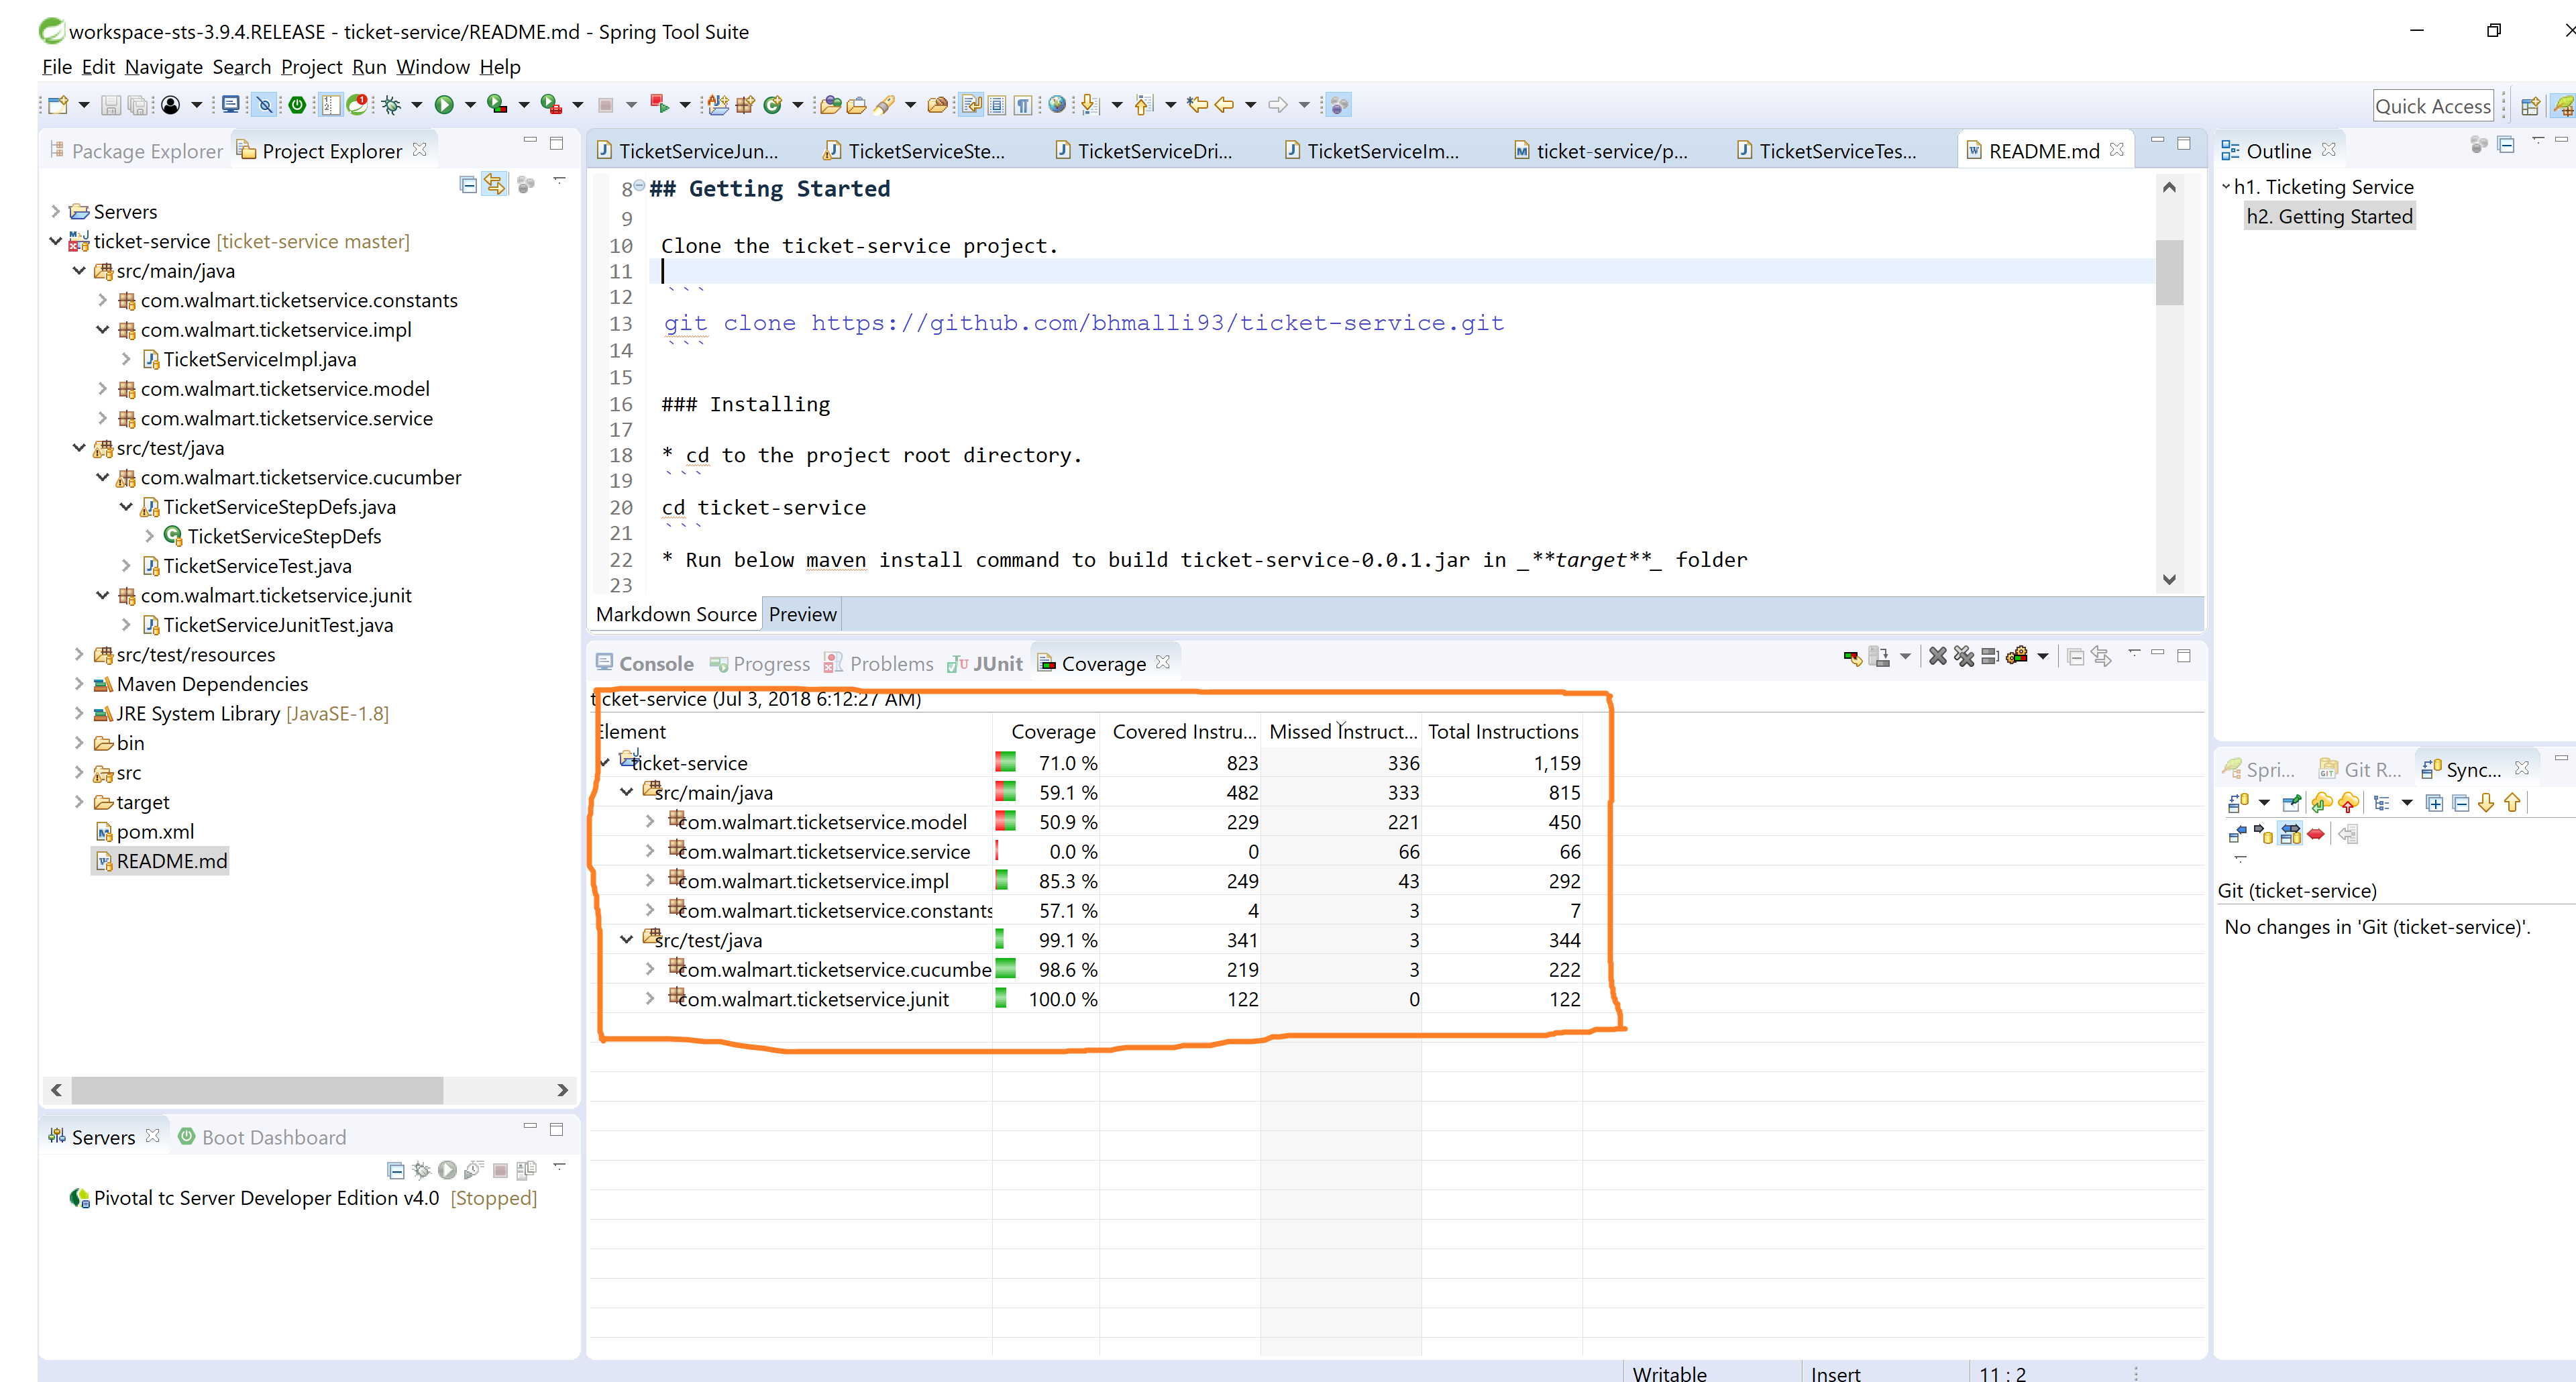 workspace-sts-3.9.4.RELEASE - ticket-service/README.md - Spring Tool Suite
File Edit Navigate Search Project Run Window Help
Quick Access
Package Explorer
Project Explorer
Servers
ticket-service [ticket-service master]
src/main/java
com.walmart.ticketservice.constants
com.walmart.ticketservice.impl
TicketServiceImpl.java
com.walmart.ticketservice.model
com.walmart.ticketservice.service
src/test/java
com.walmart.ticketservice.cucumber
TicketServiceStepDefs.java
TicketServiceStepDefs
TicketServiceTest.java
com.walmart.ticketservice.junit
TicketServiceJunitTest.java
src/test/resources
Maven Dependencies
JRE System Library [JavaSE-1.8]
bin
src
target
pom.xml
README.md
Servers
Boot Dashboard
Pivotal tc Server Developer Edition v4.0 [Stopped]
TicketServiceJun...
TicketServiceSte...
TicketServiceDri...
TicketServiceIm...
ticket-service/p...
TicketServiceTes...
README.md
8 ## Getting Started
9
10 Clone the ticket-service project.
11
12 ```
13 git clone https://github.com/bhmalli93/ticket-service.git
14 ```
15
16 ### Installing
17
18 * cd to the project root directory.
19 ```
20 cd ticket-service
21 ```
22 * Run below maven install command to build ticket-service-0.0.1.jar in _**target**_ folder
23
Markdown Source Preview
Console Progress Problems JUnit Coverage
ticket-service (Jul 3, 2018 6:12:27 AM)
Element Coverage Covered Instru... Missed Instruct... Total Instructions
ticket-service 71.0 % 823 336 1,159
src/main/java 59.1 % 482 333 815
com.walmart.ticketservice.model 50.9 % 229 221 450
com.walmart.ticketservice.service 0.0 % 0 66 66
com.walmart.ticketservice.impl 85.3 % 249 43 292
com.walmart.ticketservice.constants 57.1 % 4 3 7
src/test/java 99.1 % 341 3 344
com.walmart.ticketservice.cucumbe 98.6 % 219 3 222
com.walmart.ticketservice.junit 100.0 % 122 0 122
Outline
h1. Ticketing Service
h2. Getting Started
Spri...
Git R...
Sync...
Git (ticket-service)
No changes in 'Git (ticket-service)'.
Writable Insert 11 : 2